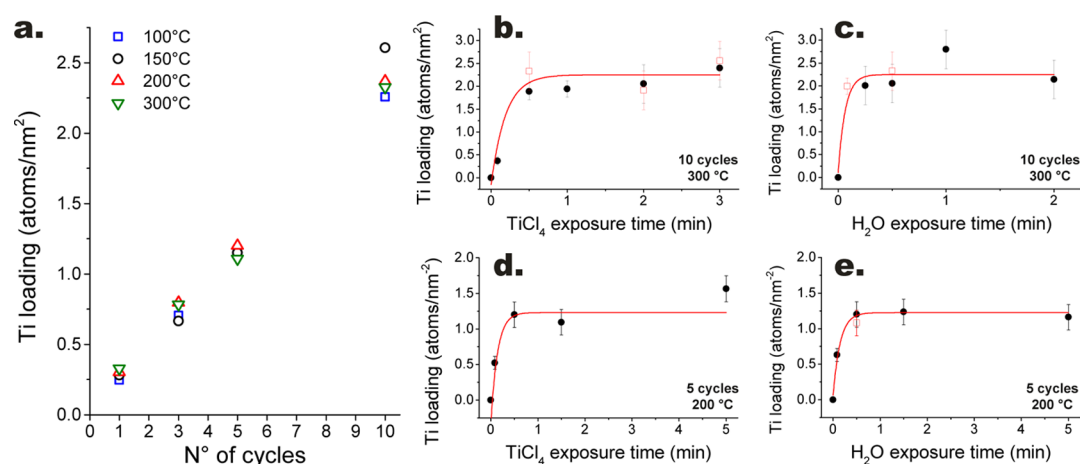 a.
100°C
150°C
200°C
300°C
Ti loading (atoms/nm²)
2.5
2.0
1.5
1.0
0.5
0.0
0 1 2 3 4 5 6 7 8 9 10
N° of cycles
b.
Ti loading (atoms/nm²)
3.0
2.5
2.0
1.5
1.0
0.5
0.0
10 cycles
300 °C
0 1 2 3
TiCl₄ exposure time (min)
c.
Ti loading (atoms/nm²)
3.0
2.5
2.0
1.5
1.0
0.5
0.0
10 cycles
300 °C
0 1 2
H₂O exposure time (min)
d.
Ti loading (atoms/nm⁻²)
2.0
1.5
1.0
0.5
0.0
5 cycles
200 °C
0 1 2 3 4 5
TiCl₄ exposure time (min)
e.
Ti loading (atoms/nm⁻²)
2.0
1.5
1.0
0.5
0.0
5 cycles
200 °C
0 1 2 3 4 5
H₂O exposure time (min)